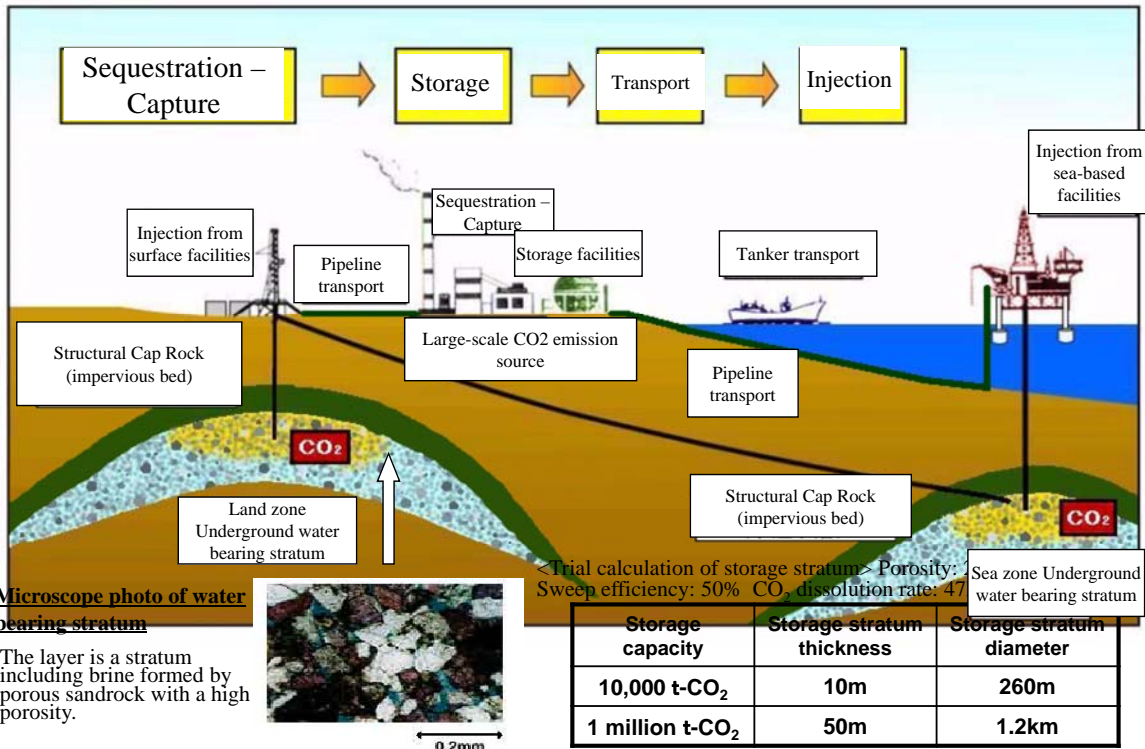 Sequestration –
Capture
Storage
Transport
Injection
Injection from
sea-based
facilities
Sequestration –
Capture
Injection from
surface facilities
Storage facilities
Tanker transport
Pipeline
transport
Large-scale CO2 emission
source
Structural Cap Rock
(impervious bed)
Pipeline
transport
CO₂
Structural Cap Rock
(impervious bed)
Land zone
Underground water
bearing stratum
CO₂
Sea zone Underground
water bearing stratum
<Trial calculation of storage stratum> Porosity:
Sweep efficiency: 50% CO₂ dissolution rate: 47
Microscope photo of water
bearing stratum
The layer is a stratum
including brine formed by
porous sandrock with a high
porosity.
0.2mm
Storage capacity Storage stratum thickness Storage stratum diameter
10,000 t-CO₂ 10m 260m
1 million t-CO₂ 50m 1.2km